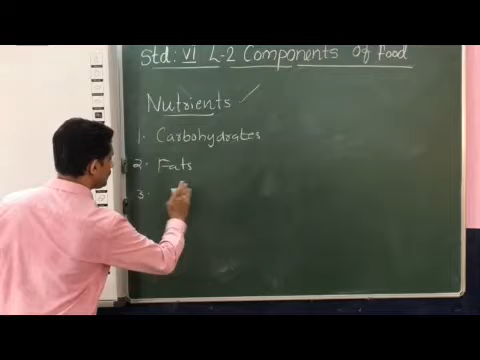 Std: VI L-2 Components of Food
Nutrients
1. Carbohydrates
2. Fats
3.